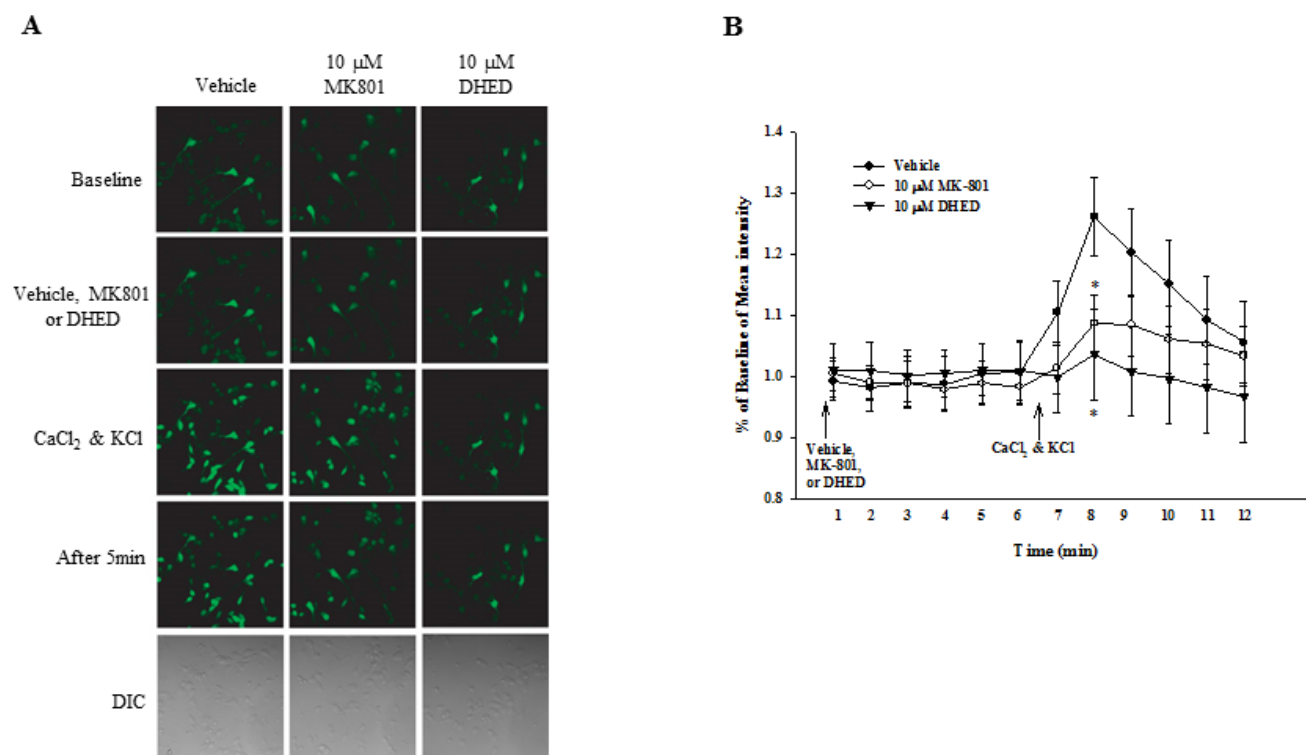 A
Vehicle
10 μM
MK801
10 μM
DHED
Baseline
Vehicle, MK801
or DHED
CaCl₂ & KCl
After 5min
DIC
B
% of Baseline of Mean intensity
1.4
1.3
1.2
1.1
1.0
0.9
0.8
Vehicle
10 μM MK-801
10 μM DHED
*
*
Vehicle,
MK-801,
or DHED
CaCl₂ & KCl
1 2 3 4 5 6 7 8 9 10 11 12
Time (min)